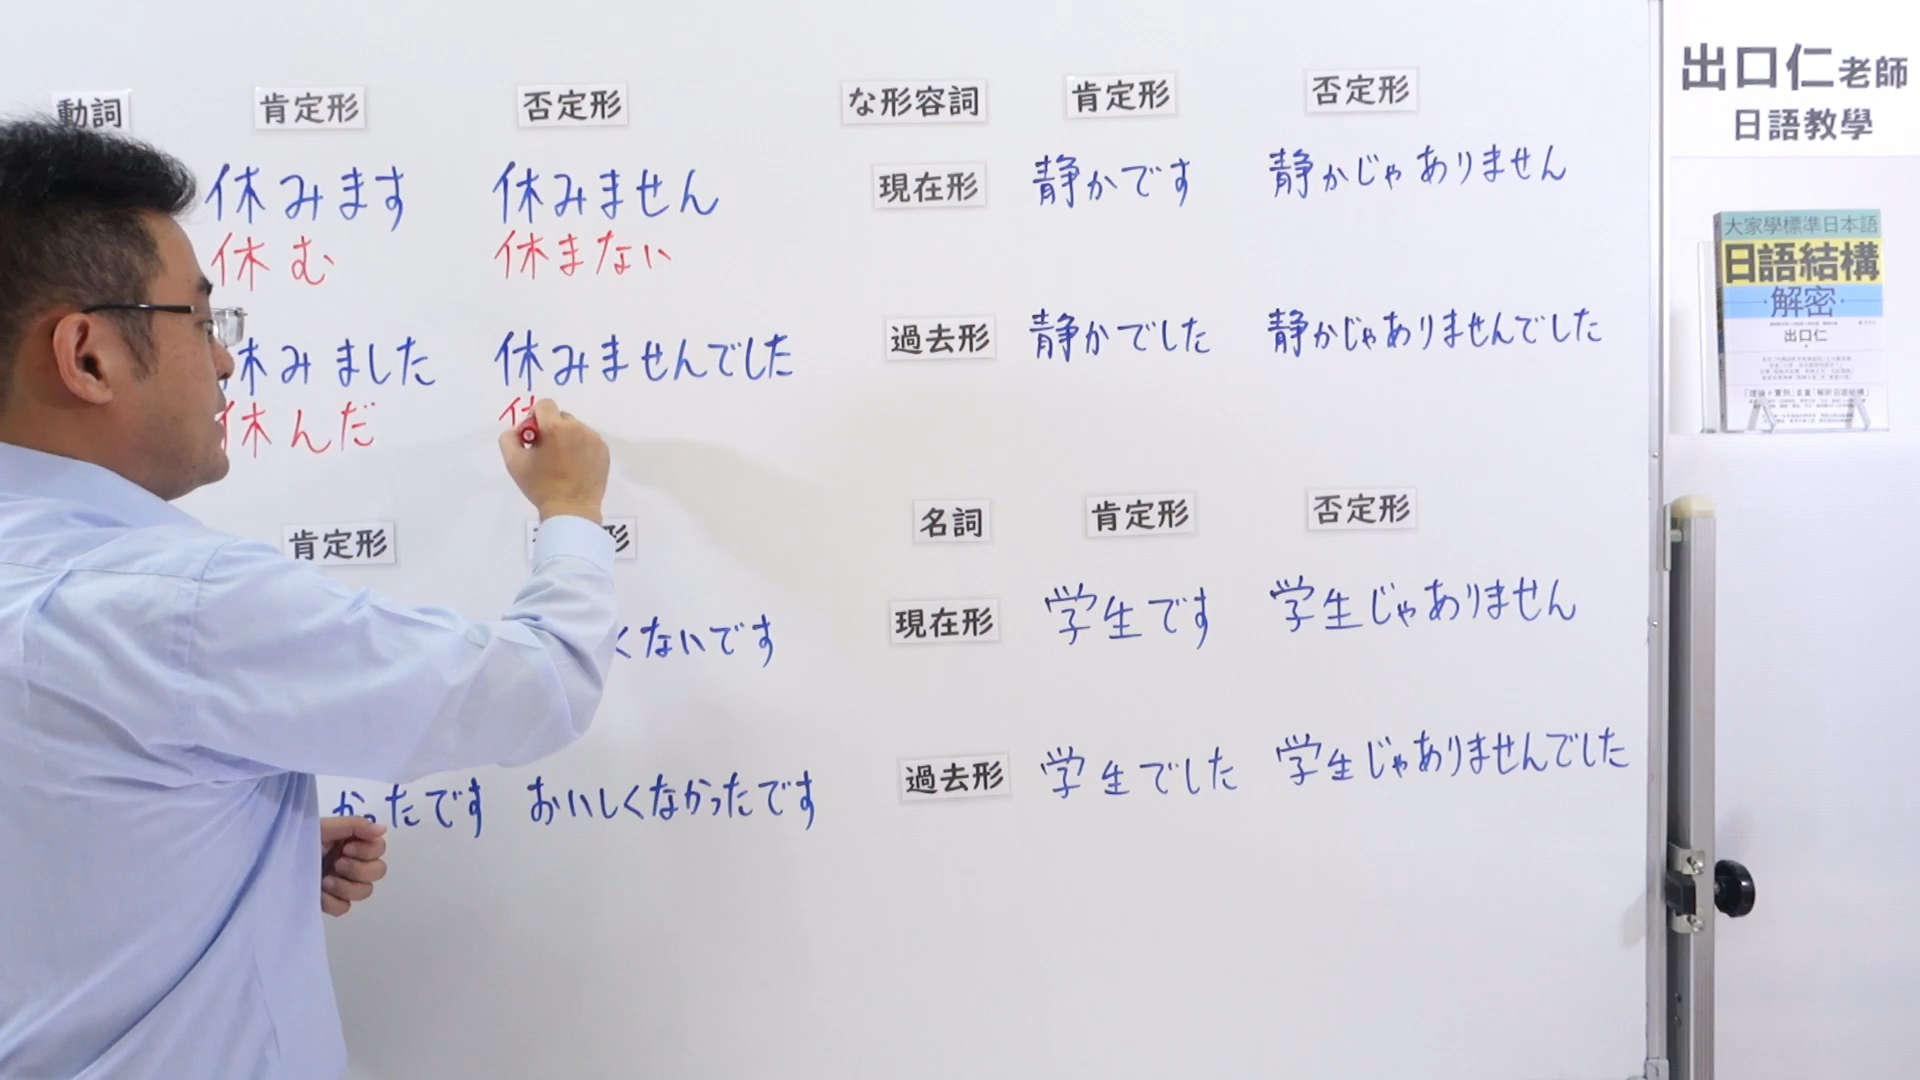 動詞 肯定形 否定形
休みます 休みません
休む 休まない
休みました 休みませんでした
休んだ
肯定形
くないです
かったです おいしくなかったです
な形容詞 肯定形 否定形
現在形 静かです 静かじゃありません
過去形 静かでした 静かじゃありませんでした
名詞 肯定形 否定形
現在形 学生です 学生じゃありません
過去形 学生でした 学生じゃありませんでした
出口仁老師
日語教學
大家學標準日本語
日語結構
解密
出口仁